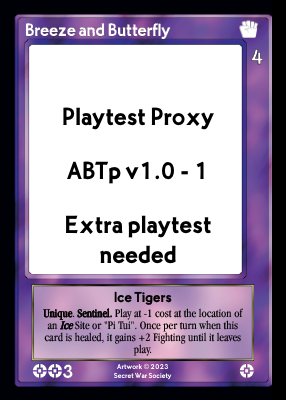 Breeze and Butterfly
4
Playtest Proxy
ABTp v1.0 - 1
Extra playtest
needed
Ice Tigers
Unique. Sentinel. Play at -1 cost at the location of
an Ice Site or "Pi Tui". Once per turn when this
card is healed, it gains +2 Fighting until it leaves
play.
3
Artwork © 2023
Secret War Society